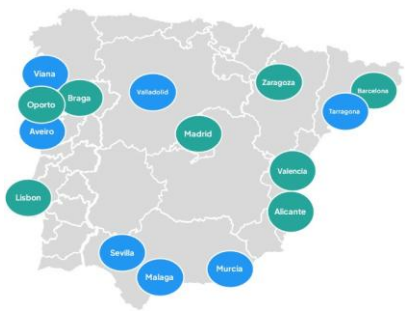 Viana
Braga
Oporto
Aveiro
Valladolid
Zaragoza
Barcelona
Tarragona
Madrid
Valencia
Lisbon
Alicante
Sevilla
Malaga
Murcia